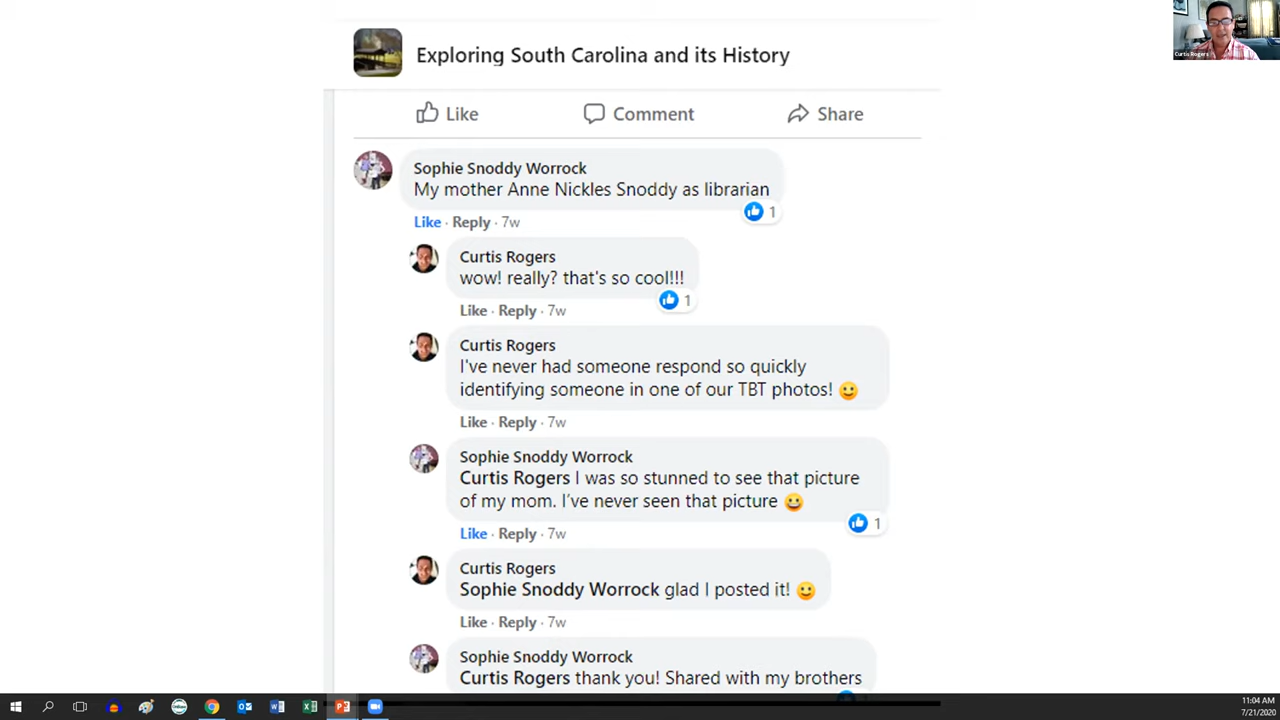 Curtis Rogers
Exploring South Carolina and its History
Like Comment Share
Sophie Snoddy Worrock
My mother Anne Nickles Snoddy as librarian
1
Like · Reply · 7w
Curtis Rogers
wow! really? that's so cool!!!
1
Like · Reply · 7w
Curtis Rogers
I've never had someone respond so quickly
identifying someone in one of our TBT photos! 🙂
Like · Reply · 7w
Sophie Snoddy Worrock
Curtis Rogers I was so stunned to see that picture
of my mom. I've never seen that picture 😀
1
Like · Reply · 7w
Curtis Rogers
Sophie Snoddy Worrock glad I posted it! 🙂
Like · Reply · 7w
Sophie Snoddy Worrock
Curtis Rogers thank you! Shared with my brothers
11:04 AM
7/21/2020